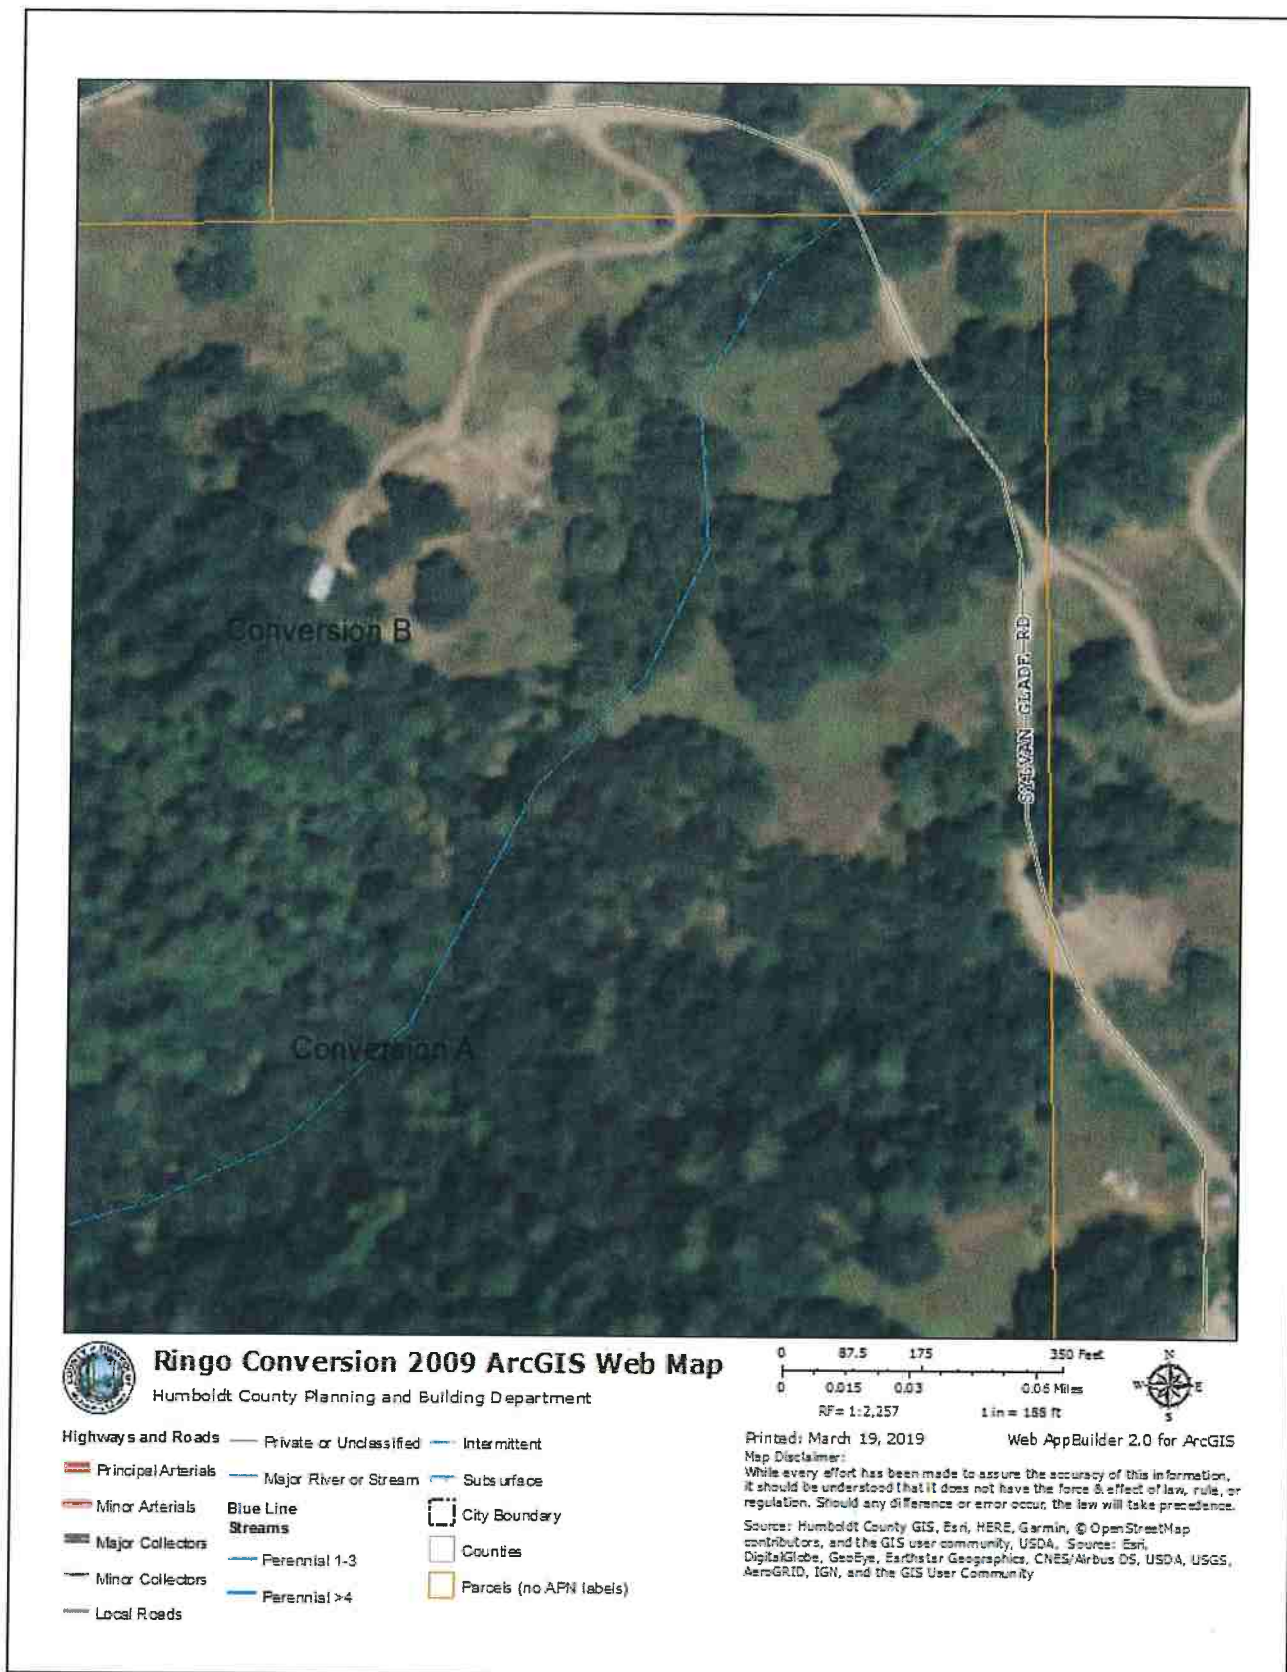 Conversion B
SYLVAN GLADE RD
Conversion A
Ringo Conversion 2009 ArcGIS Web Map
Humboldt County Planning and Building Department
Highways and Roads
Principal Arterials
Minor Arterials
Major Collectors
Minor Collectors
Local Roads
Private or Unclassified
Major River or Stream
Blue Line
Streams
Perennial 1-3
Perennial >4
Intermittent
Subsurface
City Boundary
Counties
Parcels (no APN labels)
0 87.5 175 350 Feet
0 0.015 0.03 0.06 Miles
RF= 1:2,257 1 in = 188 ft
N
W E
S
Printed: March 19, 2019 Web AppBuilder 2.0 for ArcGIS
Map Disclaimer:
While every effort has been made to assure the accuracy of this information,
it should be understood that it does not have the force & effect of law, rule, or
regulation. Should any difference or error occur, the law will take precedence.
Source: Humboldt County GIS, Esri, HERE, Garmin, © OpenStreetMap
contributors, and the GIS user community, USDA, Source: Esri,
DigitalGlobe, GeoEye, Earthstar Geographics, CNES/Airbus DS, USDA, USGS,
AeroGRID, IGN, and the GIS User Community